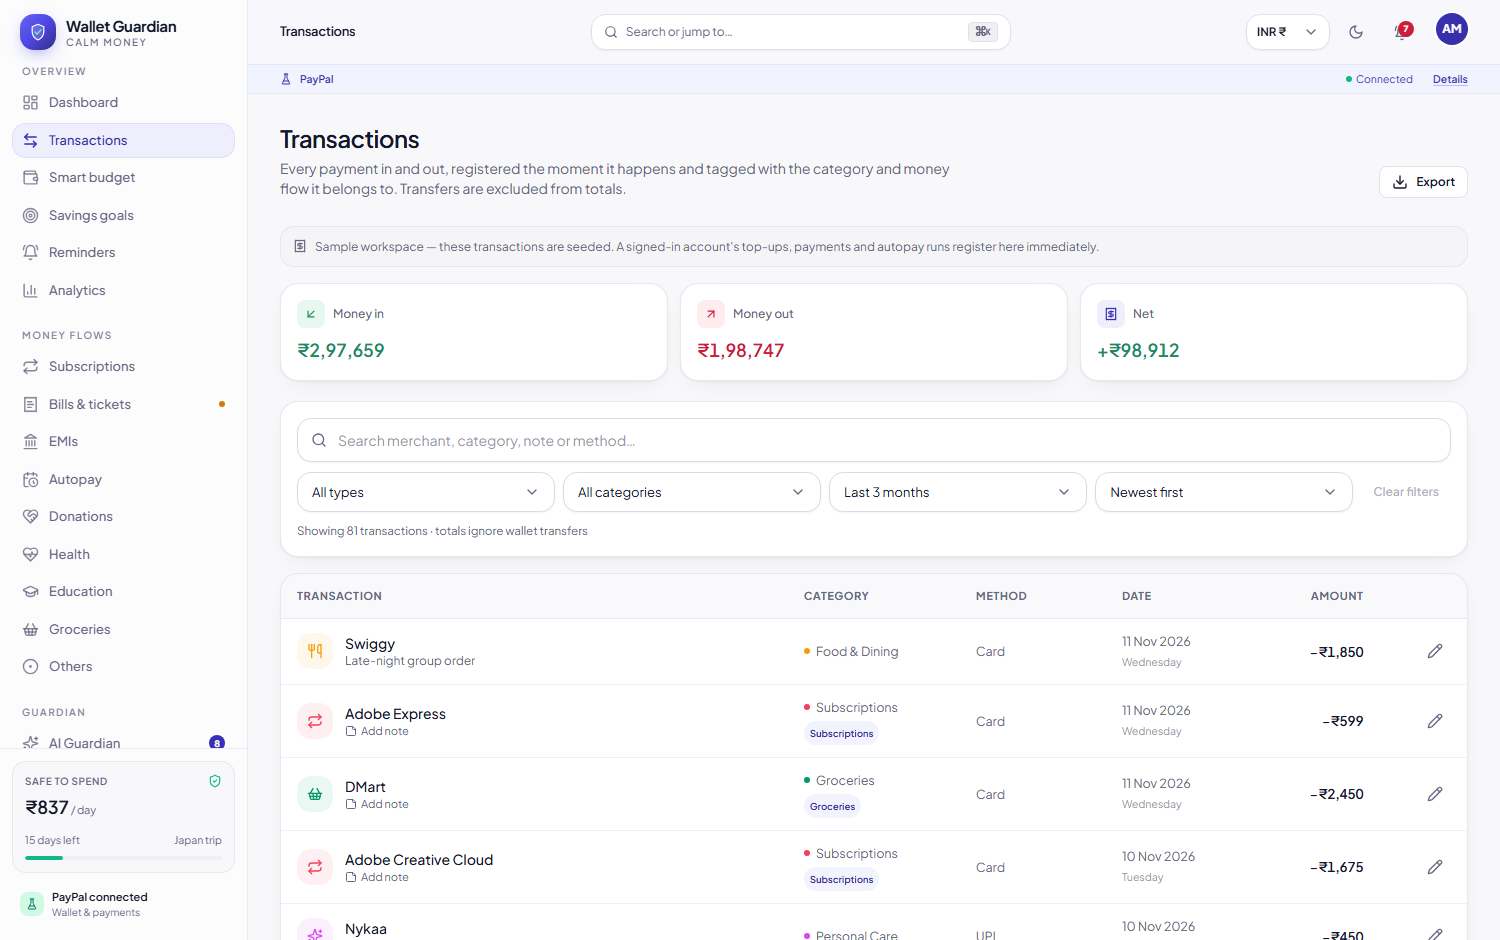 Wallet Guardian
CALM MONEY
OVERVIEW
Dashboard
Transactions
Smart budget
Savings goals
Reminders
Analytics
MONEY FLOWS
Subscriptions
Bills & tickets
EMIs
Autopay
Donations
Health
Education
Groceries
Others
GUARDIAN
AI Guardian 8
SAFE TO SPEND
₹837 / day
15 days left Japan trip
PayPal connected
Wallet & payments
Transactions
Search or jump to…
⌘K
INR ₹
7
AM
PayPal
Connected Details
Transactions
Every payment in and out, registered the moment it happens and tagged with the category and money
flow it belongs to. Transfers are excluded from totals.
Export
Sample workspace — these transactions are seeded. A signed-in account's top-ups, payments and autopay runs register here immediately.
Money in
₹2,97,659
Money out
₹1,98,747
Net
+₹98,912
Search merchant, category, note or method…
All types All categories Last 3 months Newest first Clear filters
Showing 81 transactions · totals ignore wallet transfers
TRANSACTION CATEGORY METHOD DATE AMOUNT
Swiggy
Late-night group order
Food & Dining
Card
11 Nov 2026
Wednesday
−₹1,850
Adobe Express
Add note
Subscriptions
Subscriptions
Card
11 Nov 2026
Wednesday
−₹599
DMart
Add note
Groceries
Groceries
Card
11 Nov 2026
Wednesday
−₹2,450
Adobe Creative Cloud
Add note
Subscriptions
Subscriptions
Card
10 Nov 2026
Tuesday
−₹1,675
Nykaa
Personal Care
UPI
10 Nov 2026
−₹450